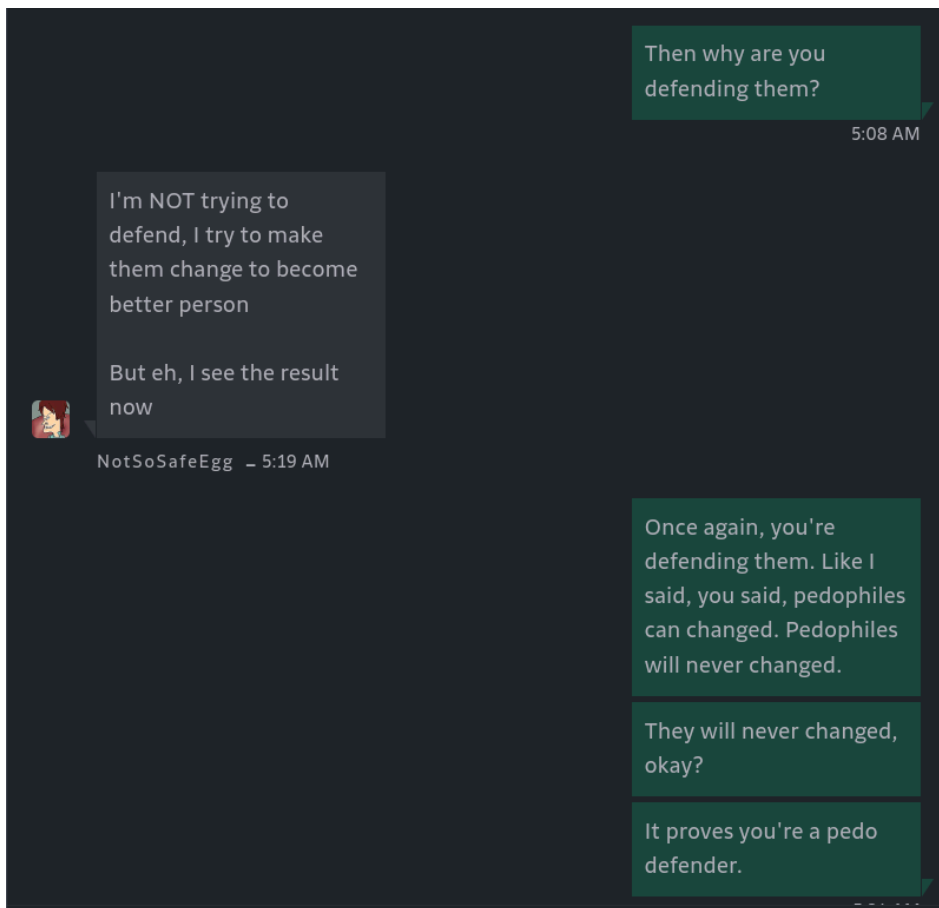 Then why are you
defending them?
5:08 AM
I'm NOT trying to
defend, I try to make
them change to become
better person
But eh, I see the result
now
NotSoSafeEgg – 5:19 AM
Once again, you're
defending them. Like I
said, you said, pedophiles
can changed. Pedophiles
will never changed.
They will never changed,
okay?
It proves you're a pedo
defender.